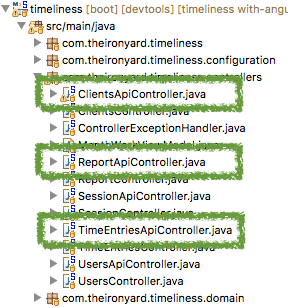 timeliness [boot] [devtools] [timeliness with-angu
src/main/java
com.theironyard.timeliness
com.theironyard.timeliness.configuration
com.theironyard.timeliness.controllers
ClientsApiController.java
ClientsController.java
ControllerExceptionHandler.java
ReportApiController.java
ReportController.java
SessionApiController.java
SessionController.java
TimeEntriesApiController.java
TimeEntriesController.java
UsersApiController.java
UsersController.java
com.theironyard.timeliness.domain